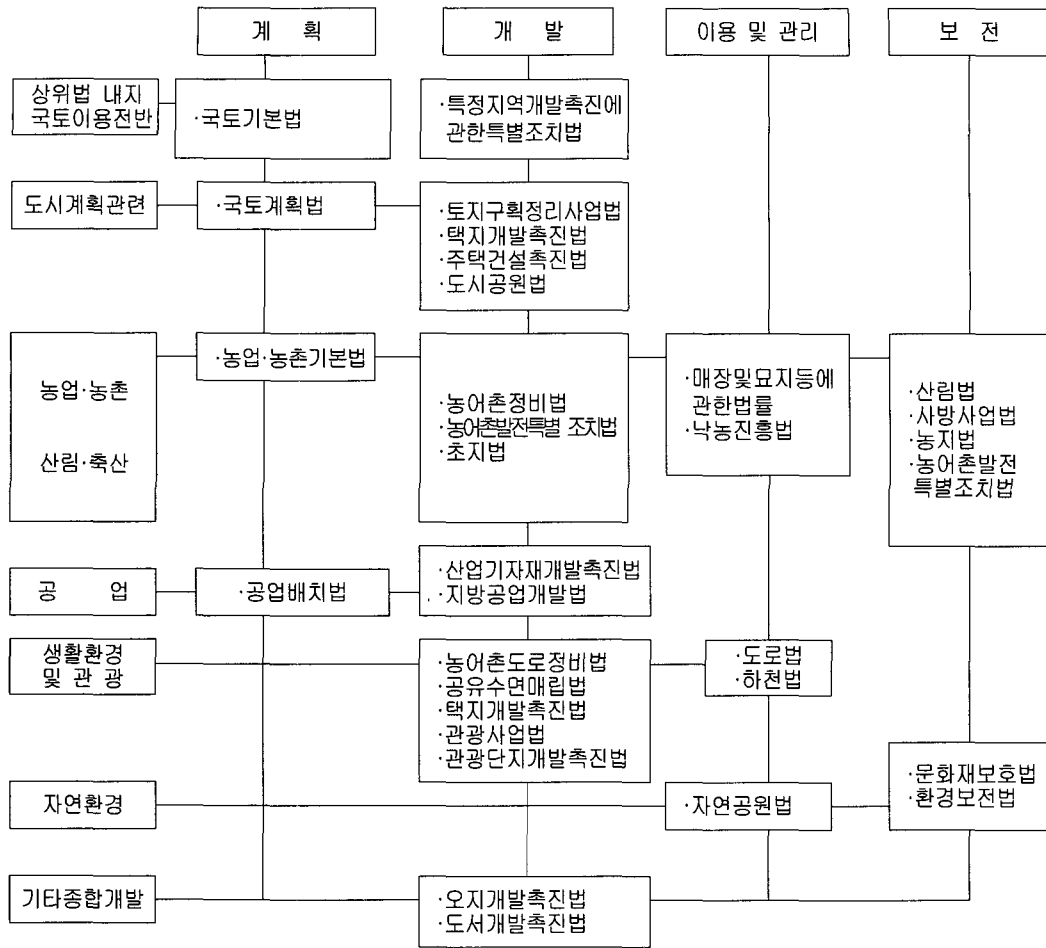 계 획
개 발
이용 및 관리
보 전
상위법 내지
국토이용전반
·국토기본법
·특정지역개발촉진에
관한특별조치법
도시계획관련
·국토계획법
·토지구획정리사업법
·택지개발촉진법
·주택건설촉진법
·도시공원법
농업·농촌
산림·축산
·농업·농촌기본법
·농어촌정비법
·농어촌발전특별 조치법
·초지법
·매장및묘지등에
관한법률
·낙농진흥법
·산림법
·사방사업법
·농지법
·농어촌발전
특별조치법
공 업
·공업배치법
·산업기자재개발촉진법
·지방공업개발법
생활환경
및 관 광
·농어촌도로정비법
·공유수면매립법
·택지개발촉진법
·관광사업법
·관광단지개발촉진법
·도로법
·하천법
자연환경
·자연공원법
·문화재보호법
·환경보전법
기타종합개발
·오지개발촉진법
·도서개발촉진법